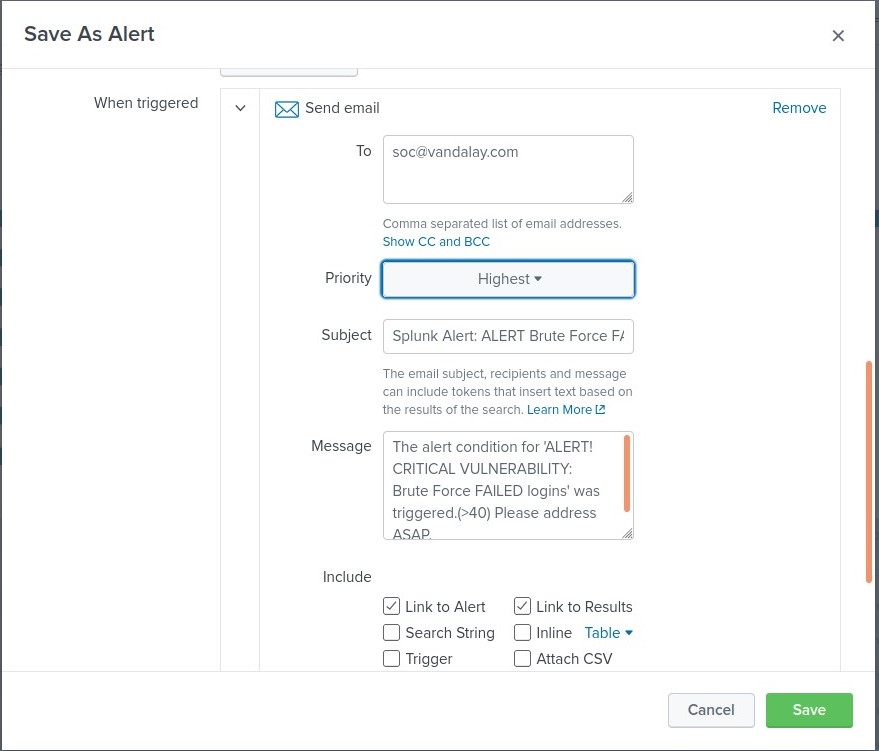 Save As Alert
When triggered
Send email
Remove
To
soc@vandalay.com
Comma separated list of email addresses.
Show CC and BCC
Priority
Highest
Subject
Splunk Alert: ALERT Brute Force FA
The email subject, recipients and message
can include tokens that insert text based on
the results of the search. Learn More
Message
The alert condition for 'ALERT!
CRITICAL VULNERABILITY:
Brute Force FAILED logins' was
triggered.(>40) Please address
ASAP.
Include
Link to Alert
Link to Results
Search String
Inline Table
Trigger
Attach CSV
Cancel
Save